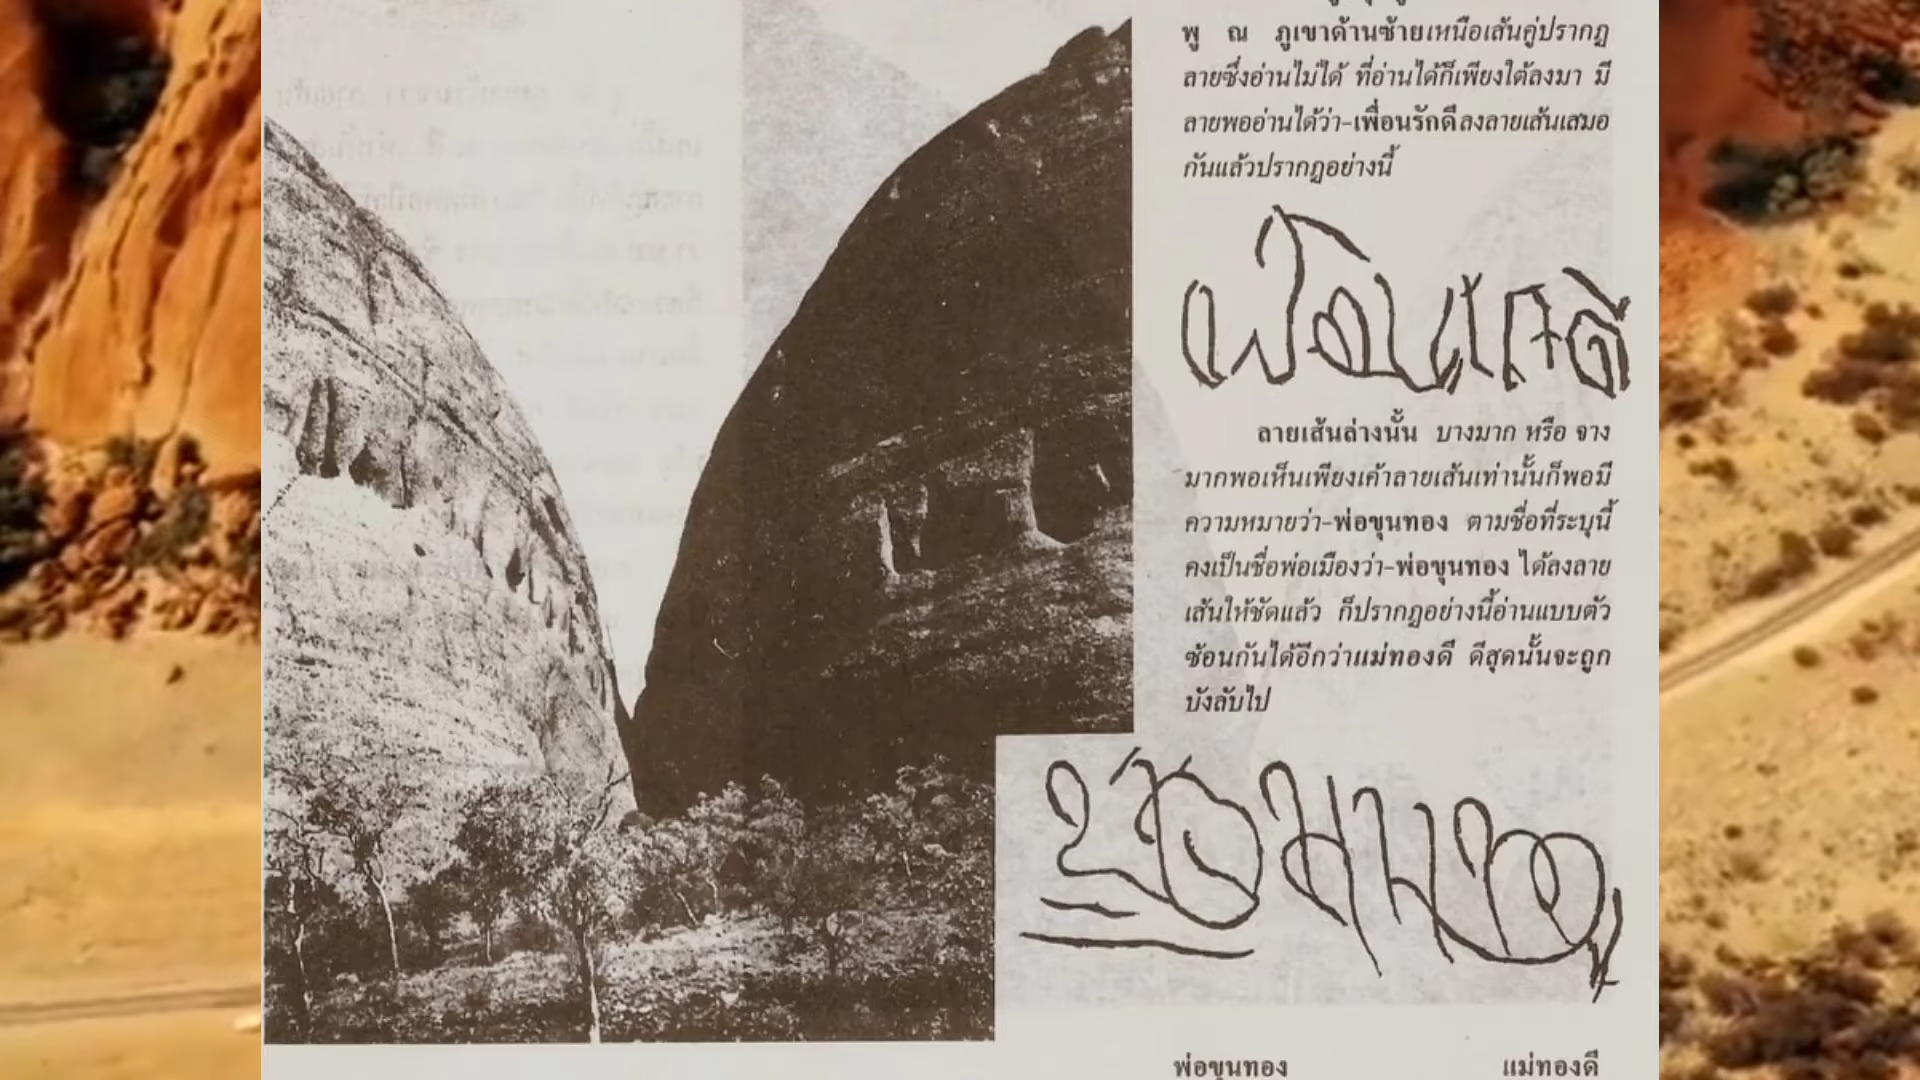 พู ณ ภูเขาด้านซ้ายเหนือเส้นคู่ปรากฏ
ลายซึ่งอ่านไม่ได้ ที่อ่านได้ก็เพียงใต้ลงมา มี
ลายพออ่านได้ว่า-เพื่อนรักดีลงลายเส้นเสมอ
กันแล้วปรากฏอย่างนี้
ลายเส้นล่างนั้น บางมาก หรือ จาง
มากพอเห็นเพียงเค้าลายเส้นเท่านั้นก็พอมี
ความหมายว่า-พ่อขุนทอง ตามชื่อที่ระบุนี้
คงเป็นชื่อพ่อเมืองว่า-พ่อขุนทอง ได้ลงลาย
เส้นให้ชัดแล้ว ก็ปรากฏอย่างนี้อ่านแบบตัว
ซ้อนกันได้อีกว่าแม่ทองดี ดีสุดนั้นจะถูก
บังลับไป
พ่อขุนทอง แม่ทองดี